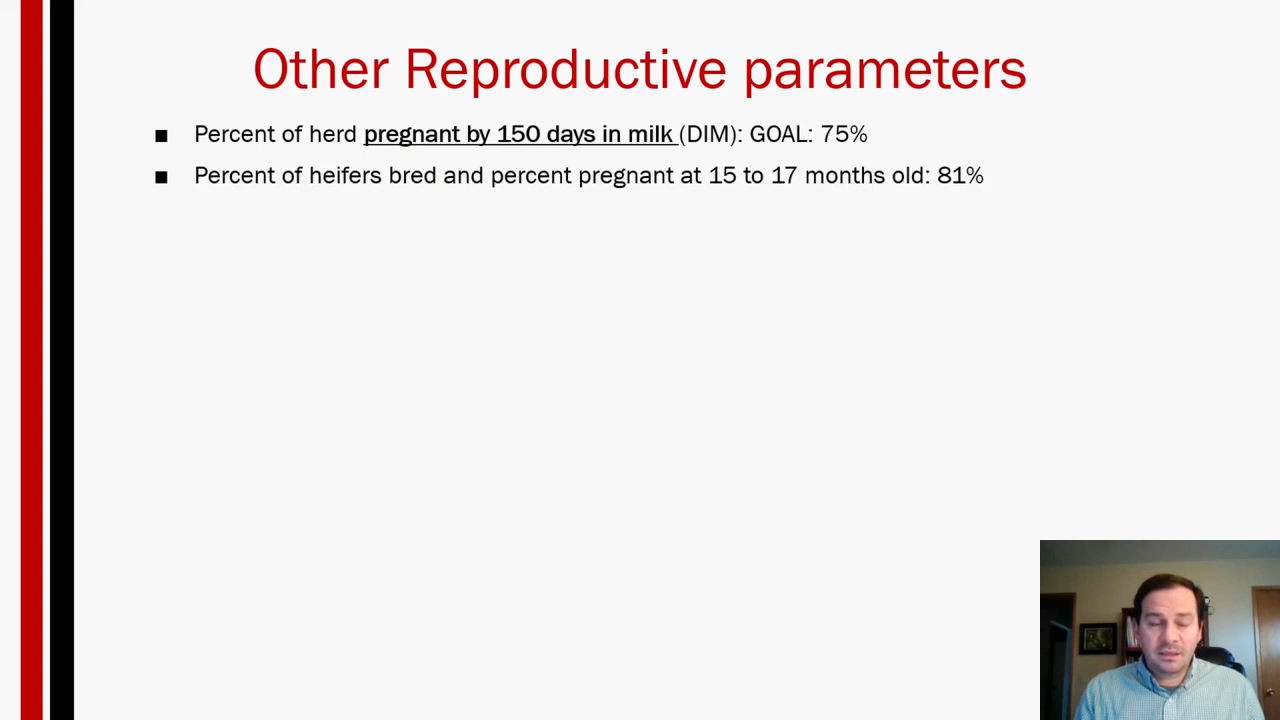 Other Reproductive parameters
■ Percent of herd pregnant by 150 days in milk (DIM): GOAL: 75%
■ Percent of heifers bred and percent pregnant at 15 to 17 months old: 81%